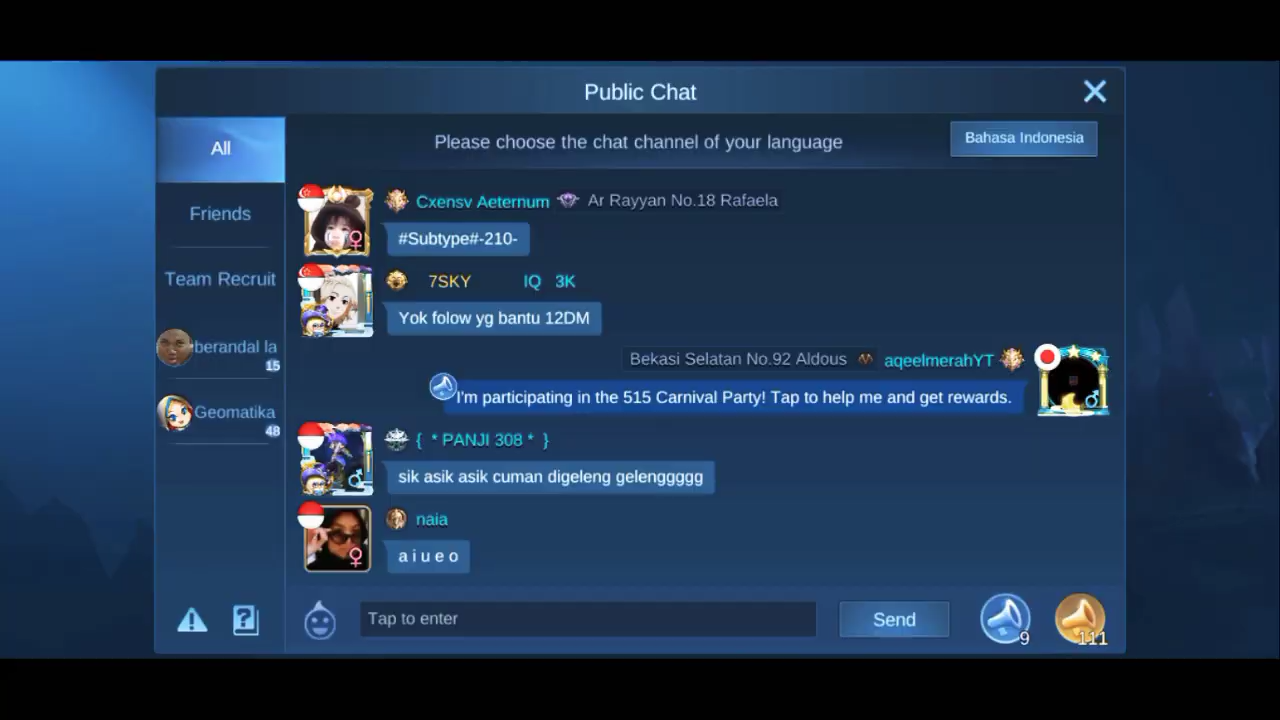 Public Chat
All
Please choose the chat channel of your language
Bahasa Indonesia
Friends
Team Recruit
berandal la
15
Geomatika
48
Cxensv Aeternum Ar Rayyan No.18 Rafaela
#Subtype#-210-
7SKY IQ 3K
Yok folow yg bantu 12DM
Bekasi Selatan No.92 Aldous aqeelmerahYT
I'm participating in the 515 Carnival Party! Tap to help me and get rewards.
{ * PANJI 308 * }
sik asik asik cuman digeleng gelenggggg
naia
a i u e o
Tap to enter
Send
9
111